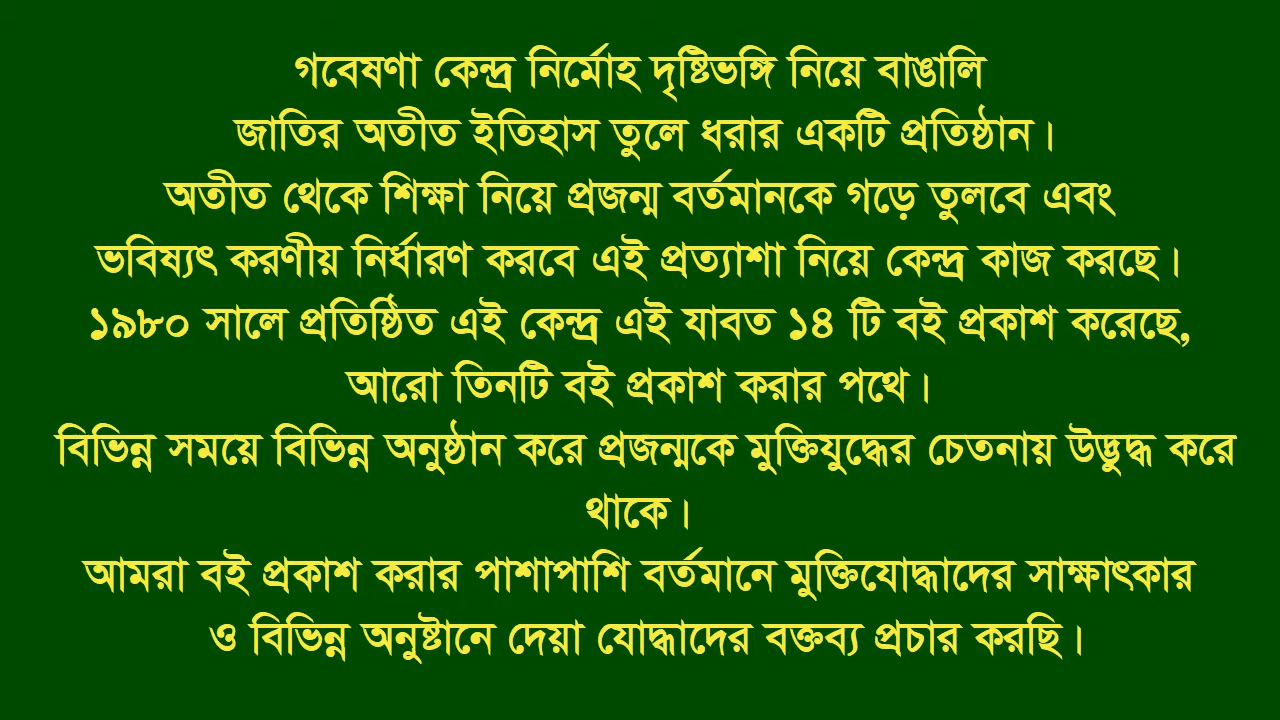 গবেষণা কেন্দ্র নির্মোহ দৃষ্টিভঙ্গি নিয়ে বাঙালি
জাতির অতীত ইতিহাস তুলে ধরার একটি প্রতিষ্ঠান।
অতীত থেকে শিক্ষা নিয়ে প্রজন্ম বর্তমানকে গড়ে তুলবে এবং
ভবিষ্যৎ করণীয় নির্ধারণ করবে এই প্রত্যাশা নিয়ে কেন্দ্র কাজ করছে।
১৯৮০ সালে প্রতিষ্ঠিত এই কেন্দ্র এই যাবত ১৪ টি বই প্রকাশ করেছে,
আরো তিনটি বই প্রকাশ করার পথে।
বিভিন্ন সময়ে বিভিন্ন অনুষ্ঠান করে প্রজন্মকে মুক্তিযুদ্ধের চেতনায় উদ্ভুদ্ধ করে
থাকে।
আমরা বই প্রকাশ করার পাশাপাশি বর্তমানে মুক্তিযোদ্ধাদের সাক্ষাৎকার
ও বিভিন্ন অনুষ্টানে দেয়া যোদ্ধাদের বক্তব্য প্রচার করছি।